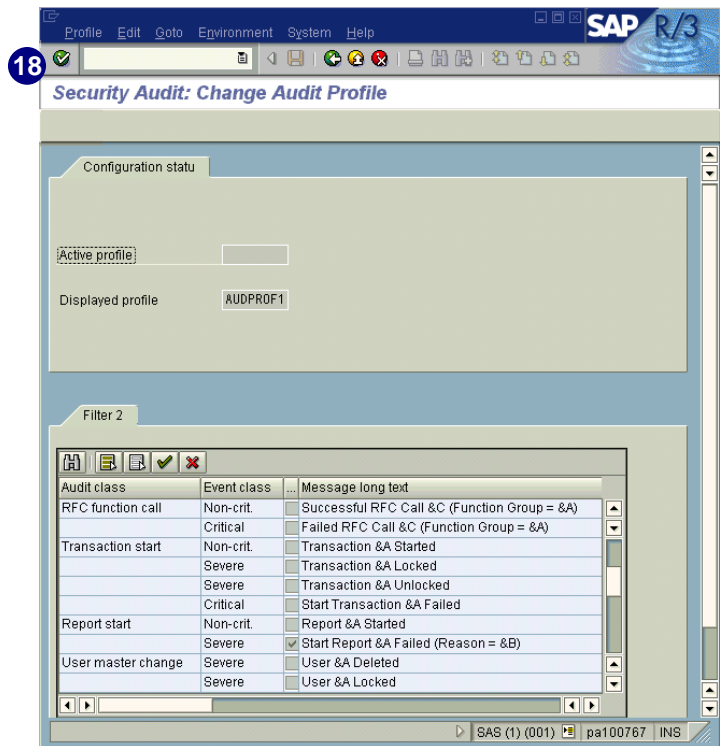 Profile Edit Goto Environment System Help
SAP R/3
18
Security Audit: Change Audit Profile
Configuration statu
Active profile
Displayed profile AUDPROF1
Filter 2
Audit class Event class ... Message long text
RFC function call Non-crit. Successful RFC Call &C (Function Group = &A)
Critical Failed RFC Call &C (Function Group = &A)
Transaction start Non-crit. Transaction &A Started
Severe Transaction &A Locked
Severe Transaction &A Unlocked
Critical Start Transaction &A Failed
Report start Non-crit. Report &A Started
Severe Start Report &A Failed (Reason = &B)
User master change Severe User &A Deleted
Severe User &A Locked
SAS (1) (001) pa100767 INS